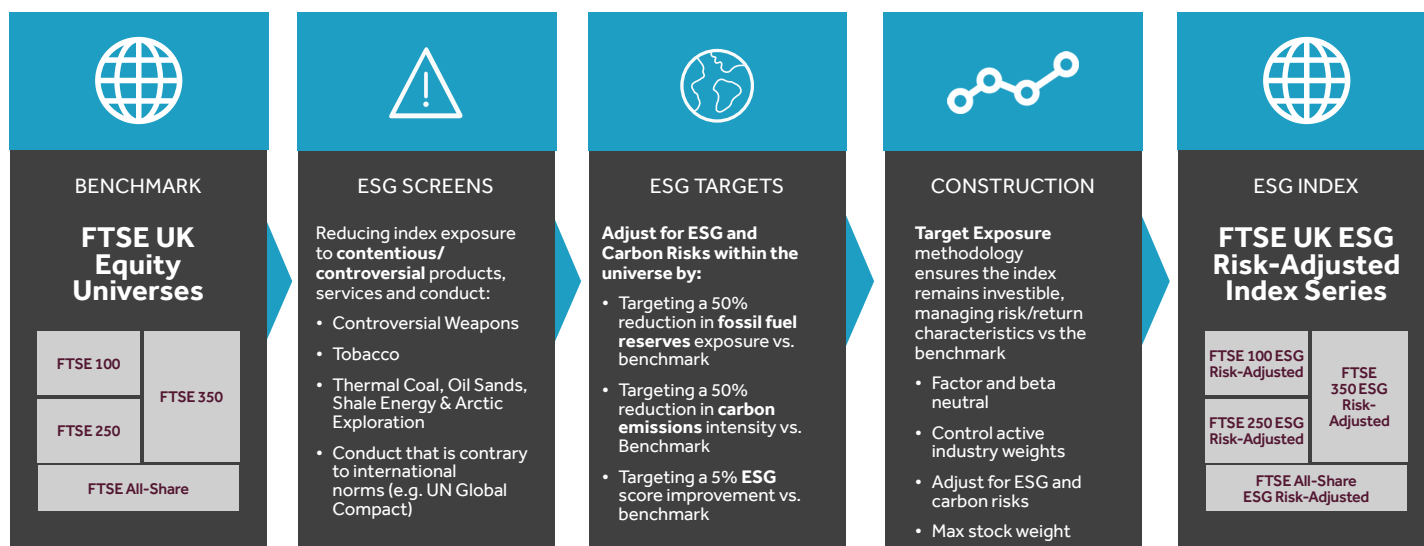 BENCHMARK
FTSE UK
Equity
Universes
FTSE 100
FTSE 250
FTSE 350
FTSE All-Share
ESG SCREENS
Reducing index exposure
to contentious/
controversial products,
services and conduct:
• Controversial Weapons
• Tobacco
• Thermal Coal, Oil Sands,
Shale Energy & Arctic
Exploration
• Conduct that is contrary
to international
norms (e.g. UN Global
Compact)
ESG TARGETS
Adjust for ESG and
Carbon Risks within the
universe by:
• Targeting a 50%
reduction in fossil fuel
reserves exposure vs.
benchmark
• Targeting a 50%
reduction in carbon
emissions intensity vs.
Benchmark
• Targeting a 5% ESG
score improvement vs.
benchmark
CONSTRUCTION
Target Exposure
methodology
ensures the index
remains investible,
managing risk/return
characteristics vs the
benchmark
• Factor and beta
neutral
• Control active
industry weights
• Adjust for ESG and
carbon risks
• Max stock weight
ESG INDEX
FTSE UK ESG
Risk-Adjusted
Index Series
FTSE 100 ESG
Risk-Adjusted
FTSE 250 ESG
Risk-Adjusted
FTSE
350 ESG
Risk-
Adjusted
FTSE All-Share
ESG Risk-Adjusted